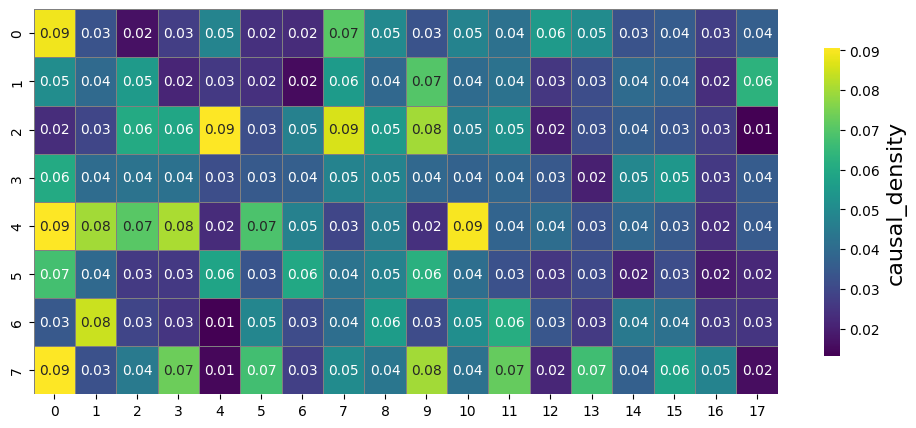 0 0.09 0.03 0.02 0.03 0.05 0.02 0.02 0.07 0.05 0.03 0.05 0.04 0.06 0.05 0.03 0.04 0.03 0.04
1 0.05 0.04 0.05 0.02 0.03 0.02 0.02 0.06 0.04 0.07 0.04 0.04 0.03 0.03 0.04 0.04 0.02 0.06
2 0.02 0.03 0.06 0.06 0.09 0.03 0.05 0.09 0.05 0.08 0.05 0.05 0.02 0.03 0.04 0.03 0.03 0.01
3 0.06 0.04 0.04 0.04 0.03 0.03 0.04 0.05 0.05 0.04 0.04 0.04 0.03 0.02 0.05 0.05 0.03 0.04
4 0.09 0.08 0.07 0.08 0.02 0.07 0.05 0.03 0.05 0.02 0.09 0.04 0.04 0.03 0.04 0.03 0.02 0.04
5 0.07 0.04 0.03 0.03 0.06 0.03 0.06 0.04 0.05 0.06 0.04 0.03 0.03 0.03 0.02 0.03 0.02 0.02
6 0.03 0.08 0.03 0.03 0.01 0.05 0.03 0.04 0.06 0.03 0.05 0.06 0.03 0.03 0.04 0.04 0.03 0.03
7 0.09 0.03 0.04 0.07 0.01 0.07 0.03 0.05 0.04 0.08 0.04 0.07 0.02 0.07 0.04 0.06 0.05 0.02
0 1 2 3 4 5 6 7 8 9 10 11 12 13 14 15 16 17
0.09
0.08
0.07
0.06
0.05
0.04
0.03
0.02
causal_density